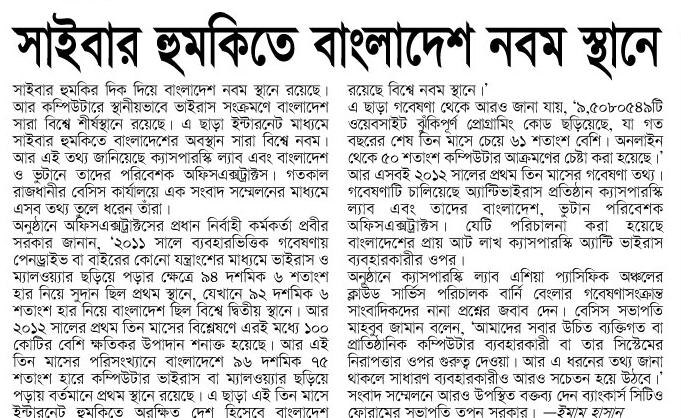 সাইবার হুমকিতে বাংলাদেশ নবম স্থানে
সাইবার হুমকির দিক দিয়ে বাংলাদেশ নবম স্থানে রয়েছে।
আর কম্পিউটারে স্থানীয়ভাবে ভাইরাস সংক্রমণে বাংলাদেশ
সারা বিশ্বে শীর্ষস্থানে রয়েছে। এ ছাড়া ইন্টারনেট মাধ্যমে
সাইবার হুমকিতে বাংলাদেশের অবস্থান সারা বিশ্বে নবম।
আর এই তথ্য জানিয়েছে ক্যাসপারস্কি ল্যাব এবং বাংলাদেশ
ও ভুটানে তাদের পরিবেশক অফিসএক্সট্রাক্টস। গতকাল
রাজধানীর বেসিস কার্যালয়ে এক সংবাদ সম্মেলনের মাধ্যমে
এসব তথ্য তুলে ধরেন তাঁরা।
অনুষ্ঠানে অফিসএক্সট্রাক্টসের প্রধান নির্বাহী কর্মকর্তা প্রবীর
সরকার জানান, ‘২০১১ সালে ব্যবহারভিত্তিক গবেষণায়
পেনড্রাইভ বা বাইরের কোনো যন্ত্রাংশের মাধ্যমে ভাইরাস ও
ম্যালওয়্যার ছড়িয়ে পড়ার ক্ষেত্রে ৯৪ দশমিক ৬ শতাংশ
হার নিয়ে সুদান ছিল প্রথম স্থানে, যেখানে ৯২ দশমিক ৬
শতাংশ হার নিয়ে বাংলাদেশ ছিল বিশ্বে দ্বিতীয় স্থানে। আর
২০১২ সালের প্রথম তিন মাসের বিশ্লেষণে এরই মধ্যে ১০০
কোটির বেশি ক্ষতিকর উপাদান শনাক্ত হয়েছে। আর এই
তিন মাসের পরিসংখ্যানে বাংলাদেশে ৯৬ দশমিক ৭৫
শতাংশ হারে কম্পিউটার ভাইরাস বা ম্যালওয়্যার ছড়িয়ে
পড়ায় বর্তমানে প্রথম স্থানে রয়েছে। এ ছাড়া এই তিন মাসে
ইন্টারনেট হুমকিতে অরক্ষিত দেশ হিসেবে বাংলাদেশ
রয়েছে বিশ্বে নবম স্থানে।’
এ ছাড়া গবেষণা থেকে আরও জানা যায়, ‘৯,৫০৮০৫৪৯টি
ওয়েবসাইট ঝুঁকিপূর্ণ প্রোগ্রামিং কোড ছড়িয়েছে, যা গত
বছরের শেষ তিন মাসে চেয়ে ৬১ শতাংশ বেশি। অনলাইন
থেকে ৫০ শতাংশ কম্পিউটার আক্রমণের চেষ্টা করা হয়েছে।’
আর এসবই ২০১২ সালের প্রথম তিন মাসের গবেষণা তথ্য।
গবেষণাটি চালিয়েছে অ্যান্টিভাইরাস প্রতিষ্ঠান ক্যাসপারস্কি
ল্যাব এবং তাদের বাংলাদেশ, ভুটান পরিবেশক
অফিসএক্সট্রাক্টস। যেটি পরিচালনা করা হয়েছে
বাংলাদেশের প্রায় আট লাখ ক্যাসপারস্কি অ্যান্টি ভাইরাস
ব্যবহারকারীর ওপর।
অনুষ্ঠানে ক্যাসপারস্কি ল্যাব এশিয়া প্যাসিফিক অঞ্চলের
ক্লাউড সার্ভিস পরিচালক বার্নি বেংলার গবেষণাসংক্রান্ত
সাংবাদিকদের নানা প্রশ্নের জবাব দেন। বেসিস সভাপতি
মাহবুব জামান বলেন, ‘আমাদের সবার উচিত ব্যক্তিগত বা
প্রাতিষ্ঠানিক কম্পিউটার ব্যবহারকারী বা তার সিস্টেমের
নিরাপত্তার ওপর গুরুত্ব দেওয়া। আর এ ধরনের তথ্য জানা
থাকলে সাধারণ ব্যবহারকারীও আরও সচেতন হয়ে উঠবে।’
সংবাদ সম্মেলনে আরও উপস্থিত বক্তব্য দেন ব্যাংকার্স সিটিও
ফোরামের সভাপতি তপন সরকার। —ইমাম হাসান